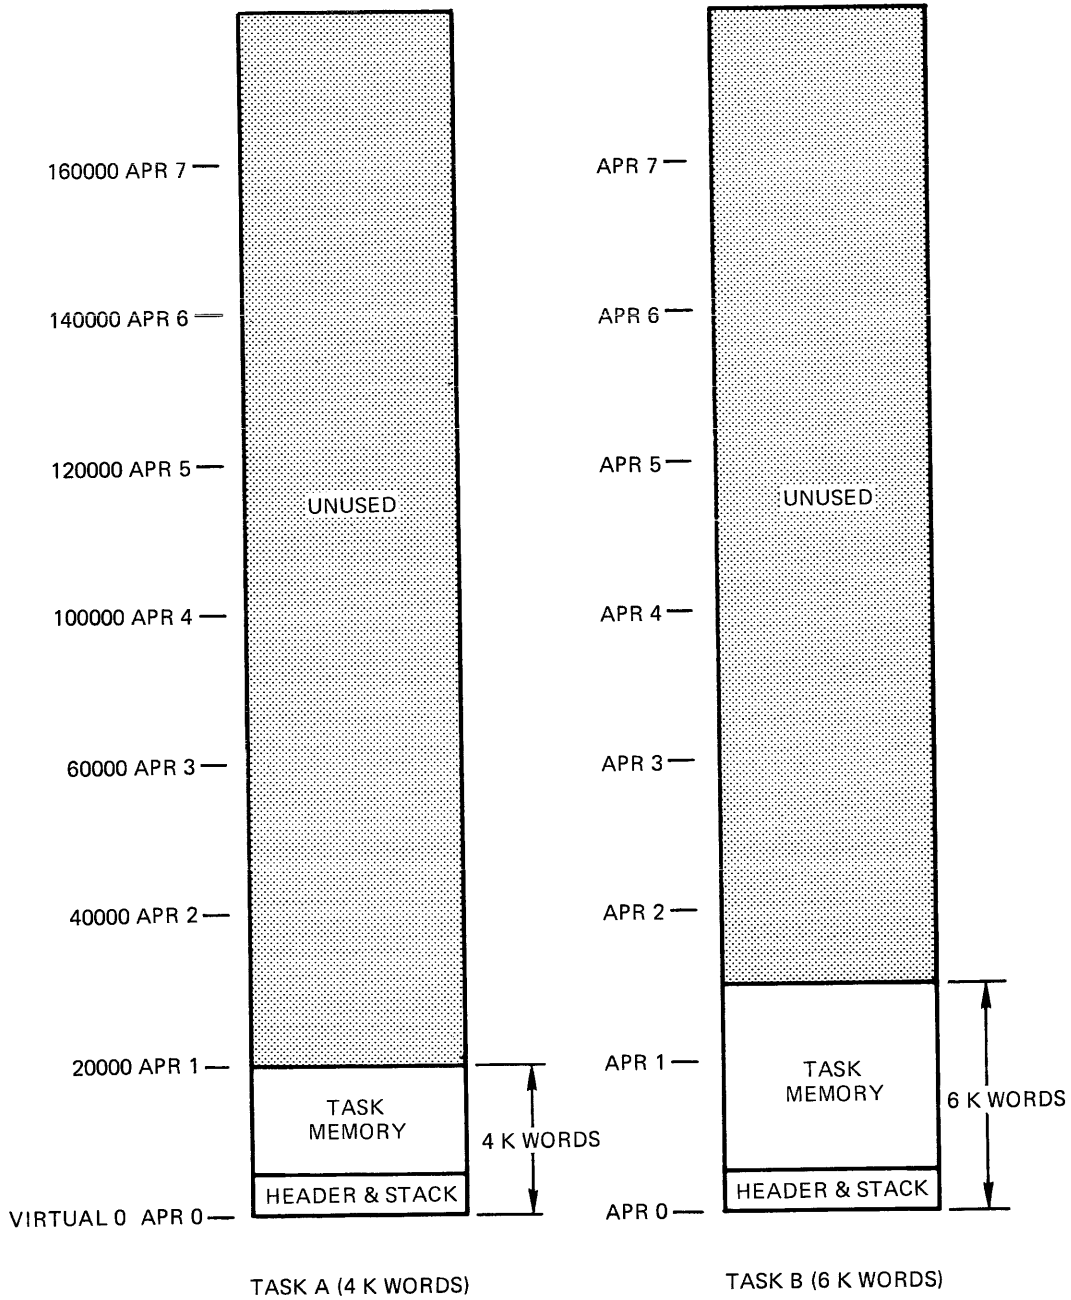 160000 APR 7
140000 APR 6
120000 APR 5
100000 APR 4
60000 APR 3
40000 APR 2
20000 APR 1
VIRTUAL 0 APR 0
UNUSED
TASK
MEMORY
HEADER & STACK
4 K WORDS
TASK A (4 K WORDS)
APR 7
APR 6
APR 5
APR 4
APR 3
APR 2
APR 1
APR 0
UNUSED
TASK
MEMORY
HEADER & STACK
6 K WORDS
TASK B (6 K WORDS)